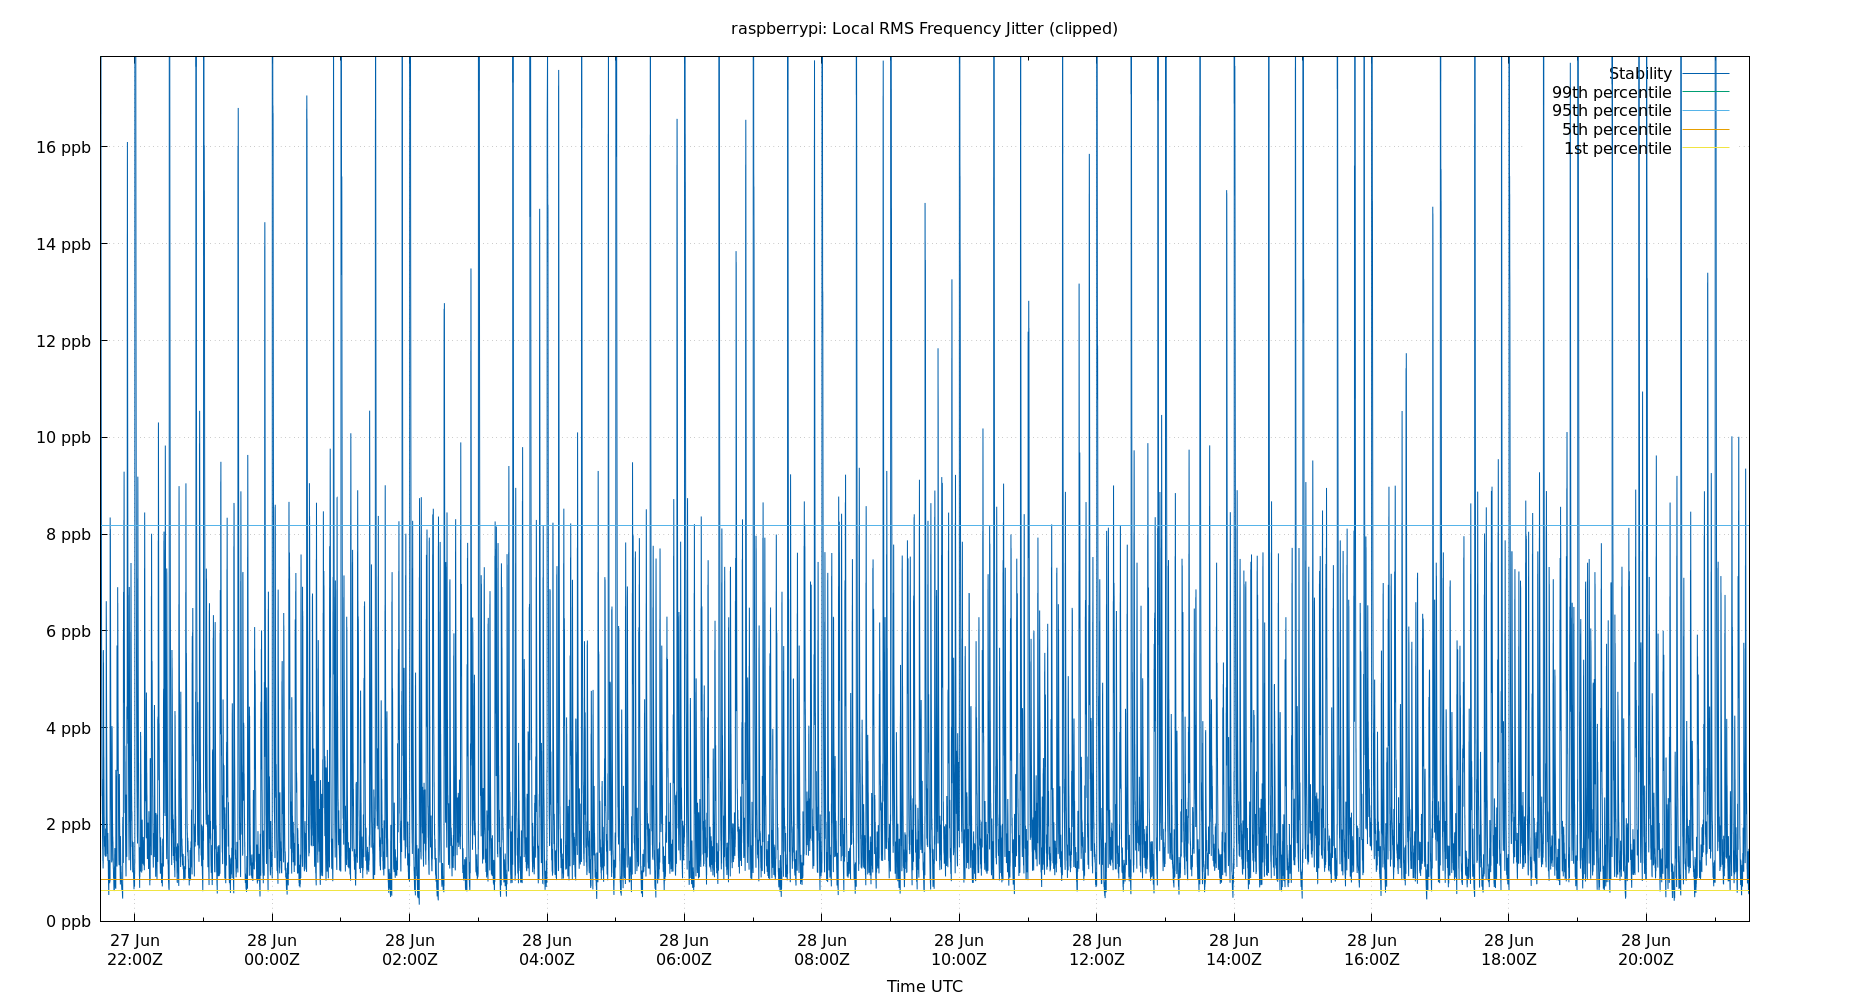 raspberrypi: Local RMS Frequency Jitter (clipped)
Stability
99th percentile
95th percentile
5th percentile
1st percentile
16 ppb
14 ppb
12 ppb
10 ppb
8 ppb
6 ppb
4 ppb
2 ppb
0 ppb
27 Jun 28 Jun 28 Jun 28 Jun 28 Jun 28 Jun 28 Jun 28 Jun 28 Jun 28 Jun 28 Jun 28 Jun
22:00Z 00:00Z 02:00Z 04:00Z 06:00Z 08:00Z 10:00Z 12:00Z 14:00Z 16:00Z 18:00Z 20:00Z
Time UTC